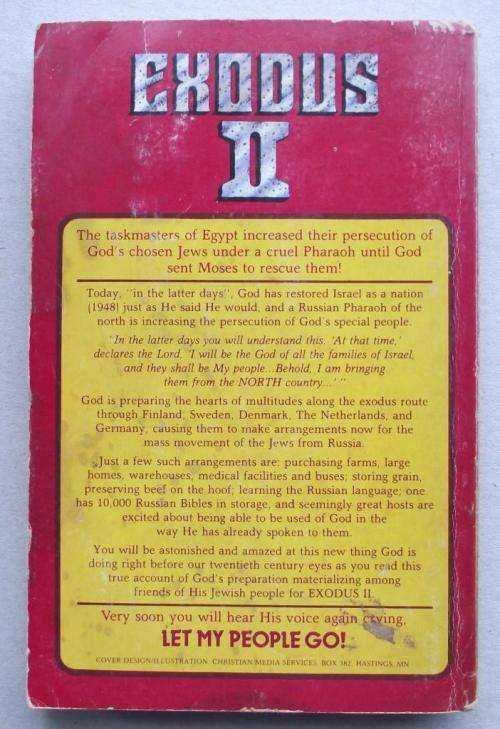 EXODUS
II
The taskmasters of Egypt increased their persecution of
God's chosen Jews under a cruel Pharaoh until God
sent Moses to rescue them!
Today, "in the latter days", God has restored Israel as a nation
(1948) just as He said He would, and a Russian Pharaoh of the
north is increasing the persecution of God's special people.
"In the latter days you will understand this. 'At that time,'
declares the Lord, 'I will be the God of all the families of Israel,
and they shall be My people...Behold, I am bringing
them from the NORTH country...'"
God is preparing the hearts of multitudes along the exodus route
through Finland, Sweden, Denmark, The Netherlands, and
Germany, causing them to make arrangements now for the
mass movement of the Jews from Russia.
Just a few such arrangements are: purchasing farms, large
homes, warehouses, medical facilities and buses; storing grain,
preserving beef on the hoof; learning the Russian language; one
has 10,000 Russian Bibles in storage, and seemingly great hosts are
excited about being able to be used of God in the
way He has already spoken to them.
You will be astonished and amazed at this new thing God is
doing right before our twentieth century eyes as you read this
true account of God's preparation materializing among
friends of His Jewish people for EXODUS II.
Very soon you will hear His voice again crying,
LET MY PEOPLE GO!
COVER DESIGN/ILLUSTRATION: CHRISTIAN MEDIA SERVICES, BOX 382, HASTINGS, MN